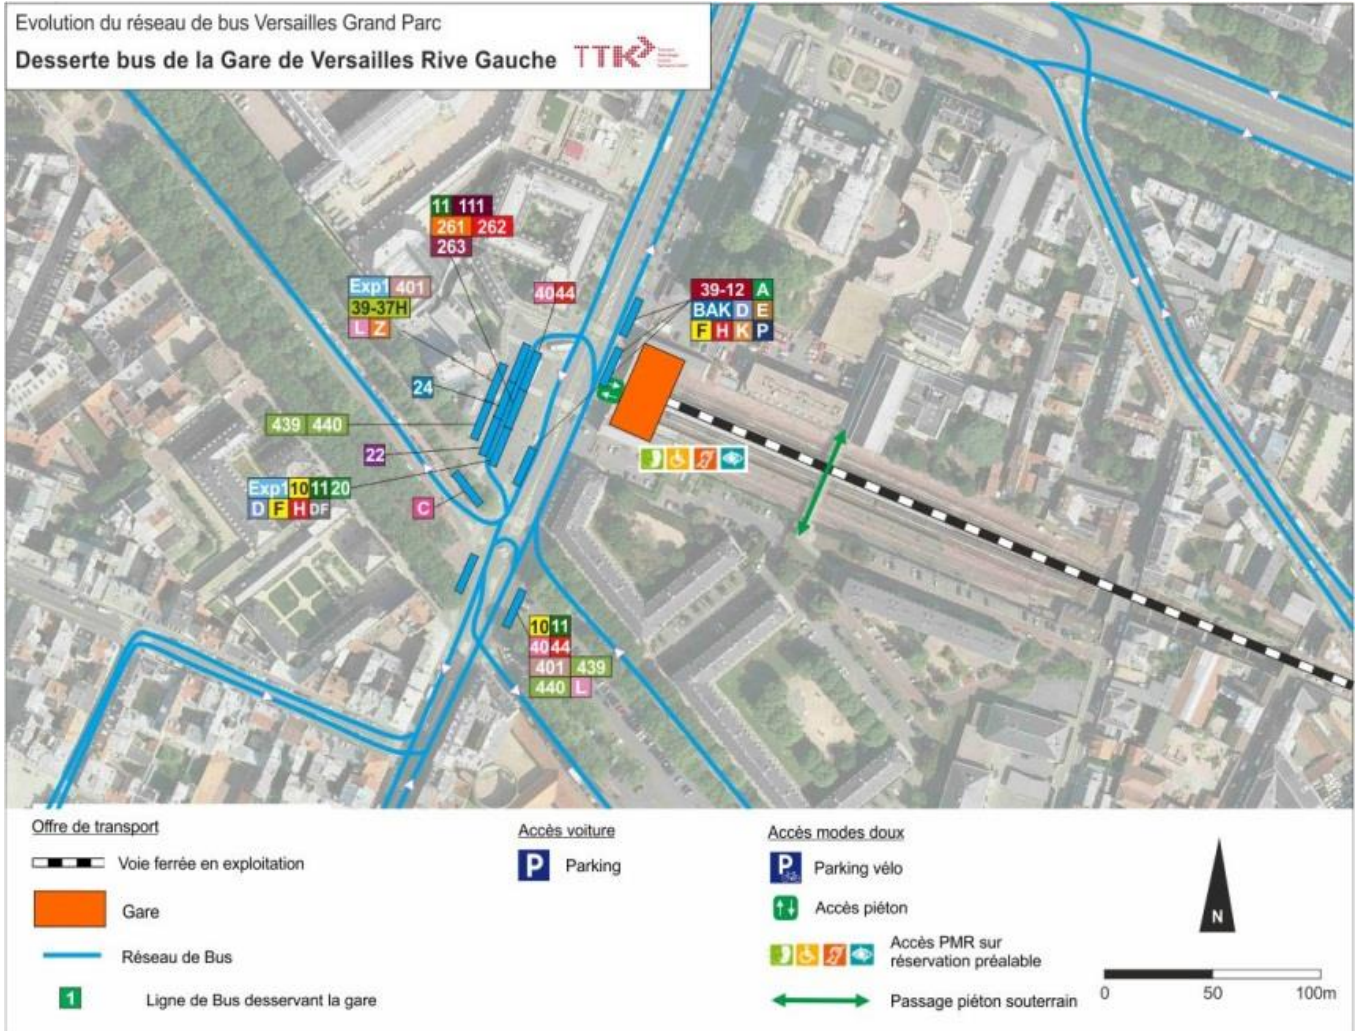 Evolution du réseau de bus Versailles Grand Parc
Desserte bus de la Gare de Versailles Rive Gauche
TTK
11 111
261 262
263
Exp1 401
39-37H
L Z
40 44
39-12 A
BAK D E
F H K P
24
439 440
22
Exp1 10 11 20
D F H DF
C
10 11
40 44
401 439
440 L
Offre de transport
Voie ferrée en exploitation
Gare
Réseau de Bus
1 Ligne de Bus desservant la gare
Accès voiture
P Parking
Accès modes doux
P Parking vélo
Accès piéton
Accès PMR sur
réservation préalable
Passage piéton souterrain
N
0 50 100m